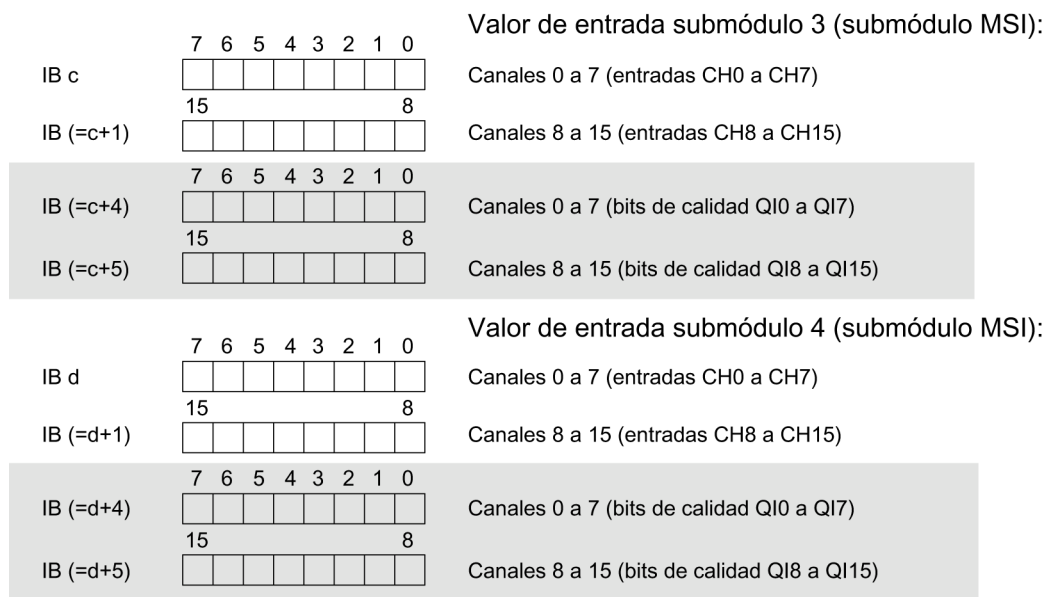 Valor de entrada submódulo 3 (submódulo MSI):
7 6 5 4 3 2 1 0
IB c Canales 0 a 7 (entradas CH0 a CH7)
15 8
IB (=c+1) Canales 8 a 15 (entradas CH8 a CH15)
7 6 5 4 3 2 1 0
IB (=c+4) Canales 0 a 7 (bits de calidad QI0 a QI7)
15 8
IB (=c+5) Canales 8 a 15 (bits de calidad QI8 a QI15)
Valor de entrada submódulo 4 (submódulo MSI):
7 6 5 4 3 2 1 0
IB d Canales 0 a 7 (entradas CH0 a CH7)
15 8
IB (=d+1) Canales 8 a 15 (entradas CH8 a CH15)
7 6 5 4 3 2 1 0
IB (=d+4) Canales 0 a 7 (bits de calidad QI0 a QI7)
15 8
IB (=d+5) Canales 8 a 15 (bits de calidad QI8 a QI15)